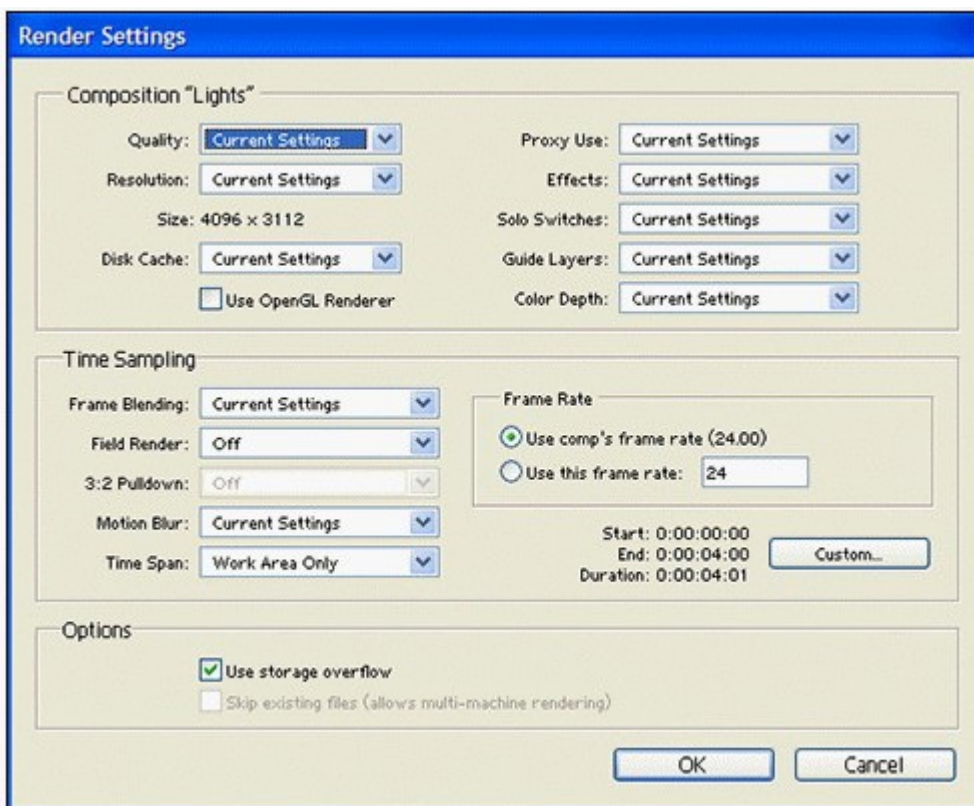 Render Settings
Composition "Lights"
Quality: Current Settings
Proxy Use: Current Settings
Resolution: Current Settings
Effects: Current Settings
Size: 4096 x 3112
Solo Switches: Current Settings
Disk Cache: Current Settings
Guide Layers: Current Settings
Use OpenGL Renderer
Color Depth: Current Settings
Time Sampling
Frame Blending: Current Settings
Field Render: Off
3:2 Pulldown: Off
Motion Blur: Current Settings
Time Span: Work Area Only
Frame Rate
Use comp's frame rate (24.00)
Use this frame rate: 24
Start: 0:00:00:00
End: 0:00:04:00
Duration: 0:00:04:01
Custom...
Options
Use storage overflow
Skip existing files (allows multi-machine rendering)
OK
Cancel